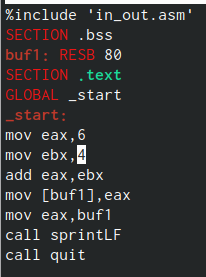 %include 'in_out.asm'
SECTION .bss
buf1: RESB 80
SECTION .text
GLOBAL _start
_start:
mov eax,6
mov ebx,4
add eax,ebx
mov [buf1],eax
mov eax,buf1
call sprintLF
call quit